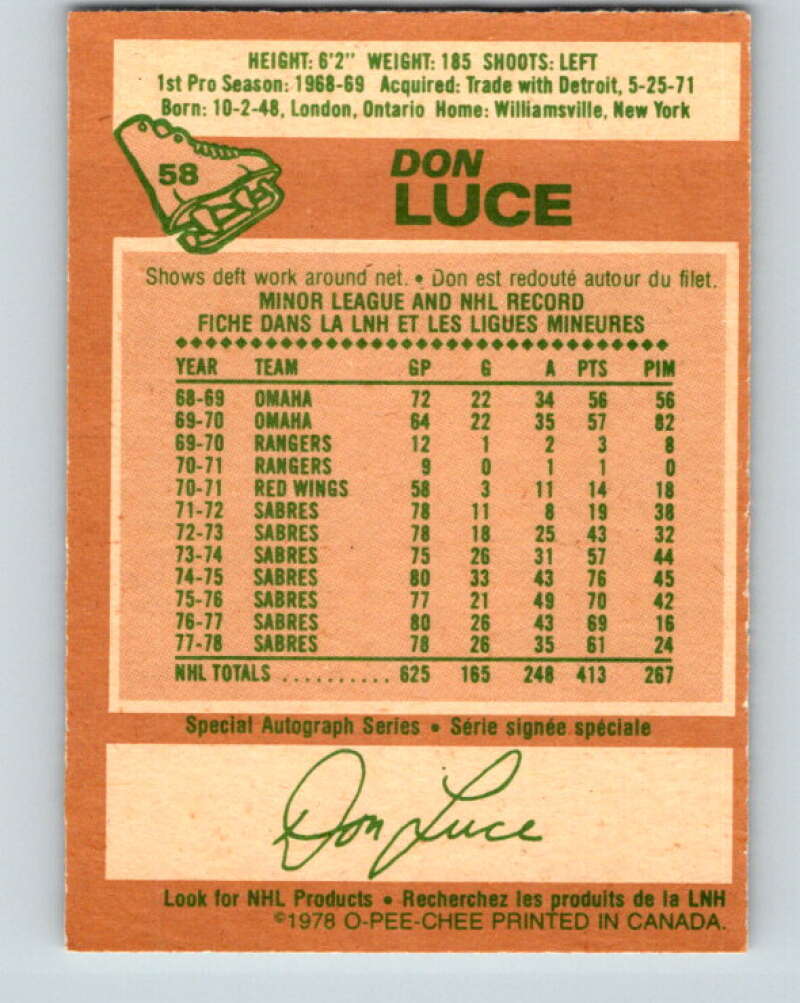 HEIGHT: 6'2" WEIGHT: 185 SHOOTS: LEFT
1st Pro Season: 1968-69 Acquired: Trade with Detroit, 5-25-71
Born: 10-2-48, London, Ontario Home: Williamsville, New York
58
DON
LUCE
Shows deft work around net. • Don est redouté autour du filet.
MINOR LEAGUE AND NHL RECORD
FICHE DANS LA LNH ET LES LIGUES MINEURES
YEAR TEAM GP G A PTS PIM
68-69 OMAHA 72 22 34 56 56
69-70 OMAHA 64 22 35 57 82
69-70 RANGERS 12 1 2 3 8
70-71 RANGERS 9 0 1 1 0
70-71 RED WINGS 58 3 11 14 18
71-72 SABRES 78 11 8 19 38
72-73 SABRES 78 18 25 43 32
73-74 SABRES 75 26 31 57 44
74-75 SABRES 80 33 43 76 45
75-76 SABRES 77 21 49 70 42
76-77 SABRES 80 26 43 69 16
77-78 SABRES 78 26 35 61 24
NHL TOTALS .......... 625 165 248 413 267
Special Autograph Series • Série signée spéciale
Don Luce
Look for NHL Products • Recherchez les produits de la LNH
©1978 O-PEE-CHEE PRINTED IN CANADA.